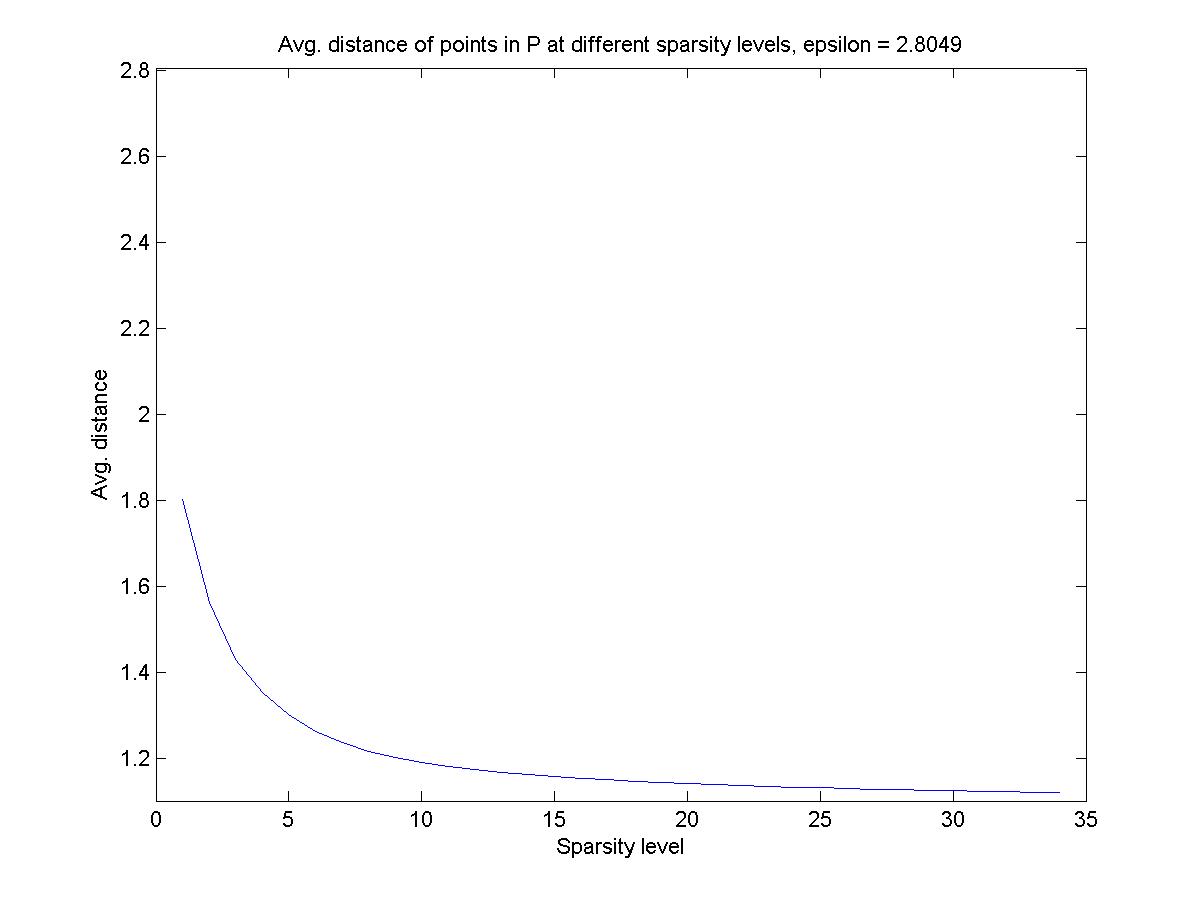 Avg. distance of points in P at different sparsity levels, epsilon = 2.8049
2.8
2.6
2.4
2.2
2
1.8
1.6
1.4
1.2
Avg. distance
0 5 10 15 20 25 30 35
Sparsity level